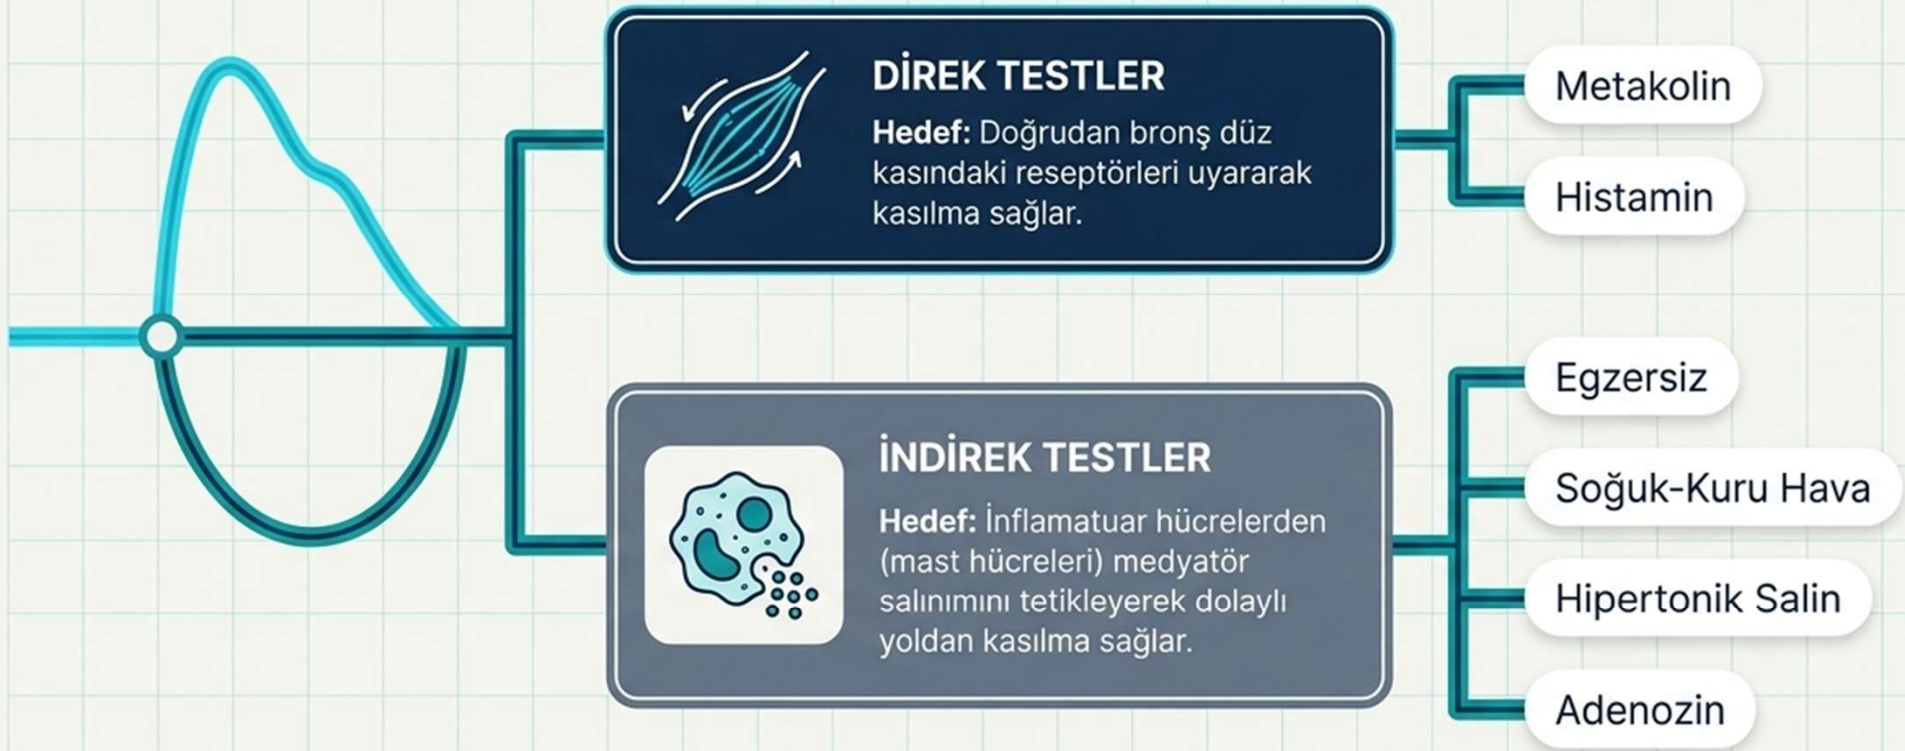 DİREK TESTLER
Hedef: Doğrudan bronş düz
kasındaki reseptörleri uyararak
kasılma sağlar.
Metakolin
Histamin
İNDİREK TESTLER
Hedef: İnflamatuar hücrelerden
(mast hücreleri) medyatör
salınımını tetikleyerek dolaylı
yoldan kasılma sağlar.
Egzersiz
Soğuk-Kuru Hava
Hipertonik Salin
Adenozin